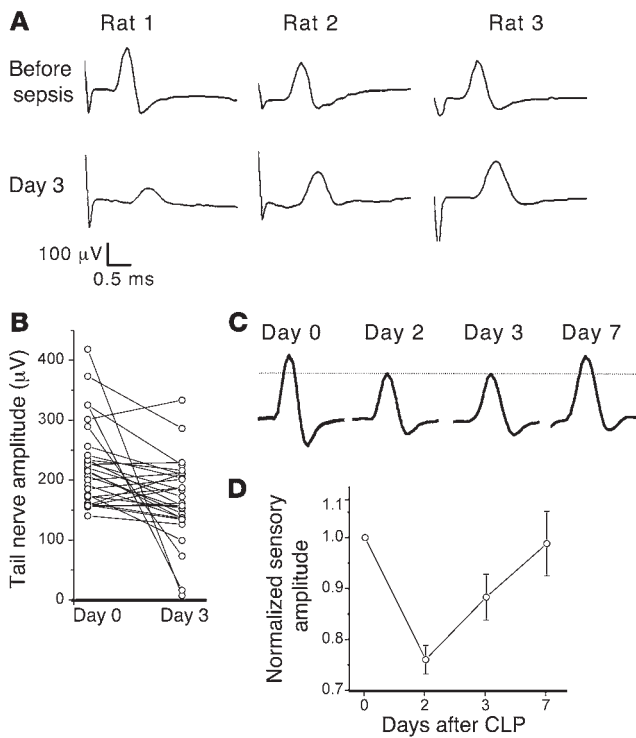 A
Rat 1 Rat 2 Rat 3
Before
sepsis
Day 3
100 µV
0.5 ms
B
Tail nerve amplitude (µV)
400
300
200
100
0
Day 0 Day 3
C
Day 0 Day 2 Day 3 Day 7
D
Normalized sensory
amplitude
1.1
1.0
0.9
0.8
0.7
0 2 3 7
Days after CLP